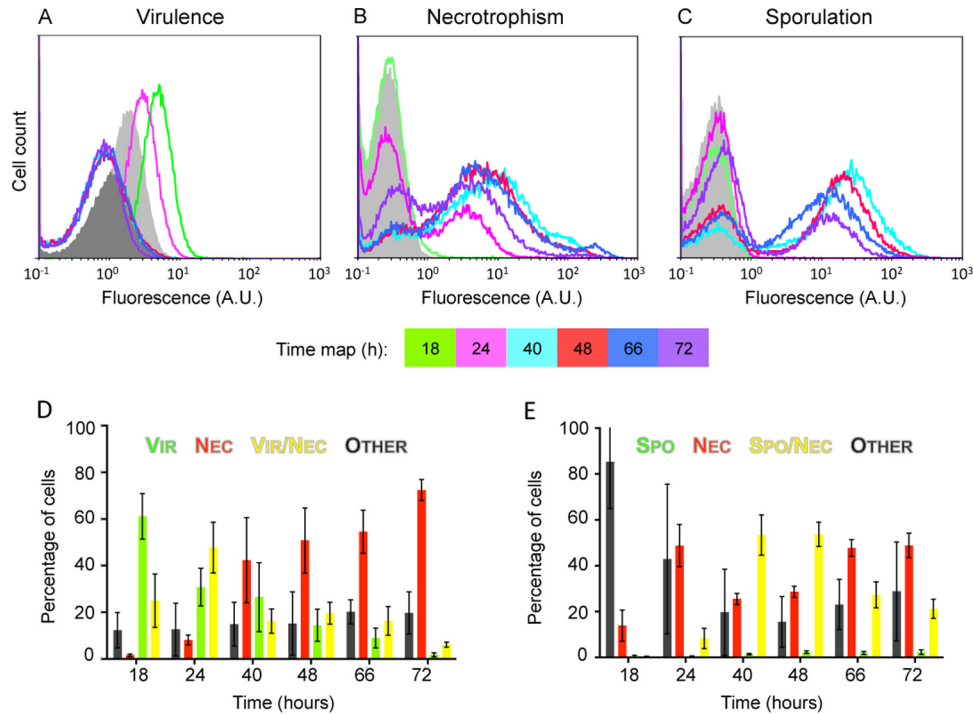 A Virulence B Necrotrophism C Sporulation
Cell count
10-1 100 101 102 103 10-1 100 101 102 103 10-1 100 101 102 103
Fluorescence (A.U.) Fluorescence (A.U.) Fluorescence (A.U.)
Time map (h): 18 24 40 48 66 72
D
VIR NEC VIR/NEC OTHER
Percentage of cells
100
80
60
40
20
0
18 24 40 48 66 72
Time (hours)
E
SPO NEC SPO/NEC OTHER
Percentage of cells
100
80
60
40
20
0
18 24 40 48 66 72
Time (hours)